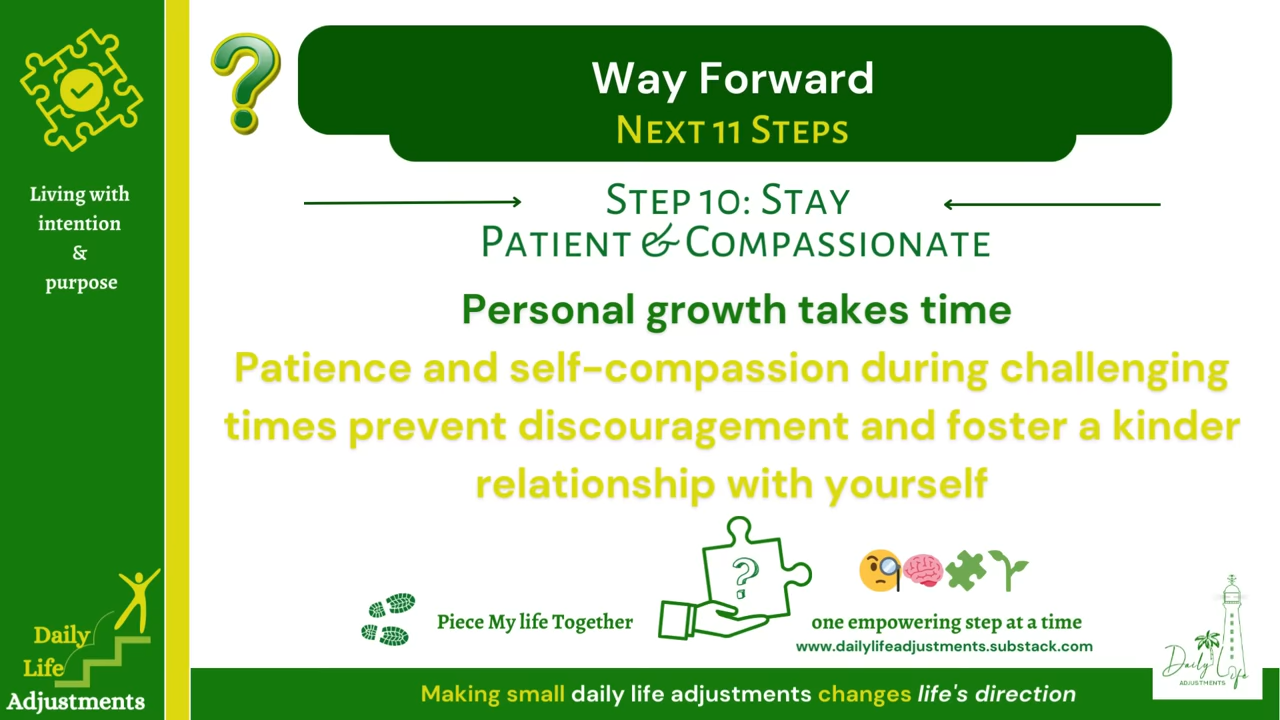 Living with
intention
&
purpose
Daily
Life
Adjustments
?
Way Forward
Next 11 Steps
Step 10: Stay
Patient & Compassionate
Personal growth takes time
Patience and self-compassion during challenging
times prevent discouragement and foster a kinder
relationship with yourself
?
Piece My life Together
one empowering step at a time
www.dailylifeadjustments.substack.com
Making small daily life adjustments changes life's direction
Daily Life
ADJUSTMENTS